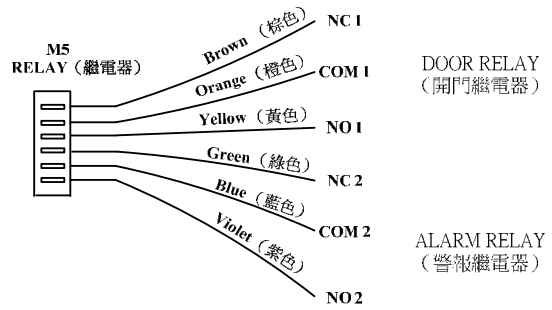 M5
RELAY（繼電器）
Brown（棕色） NC 1
Orange（橙色） COM 1
Yellow（黃色） NO 1
Green（綠色） NC 2
Blue（藍色） COM 2
Violet（紫色） NO 2
DOOR RELAY
（開門繼電器）
ALARM RELAY
（警報繼電器）